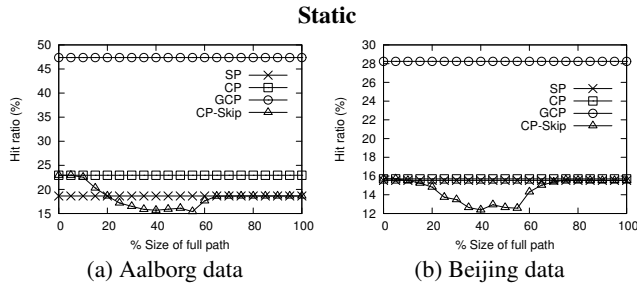 Static
50
45
40
35
30
25
20
15
Hit ratio (%)
SP
CP
GCP
CP-Skip
0 20 40 60 80 100
% Size of full path
(a) Aalborg data
30
28
26
24
22
20
18
16
14
12
Hit ratio (%)
SP
CP
GCP
CP-Skip
0 20 40 60 80 100
% Size of full path
(b) Beijing data